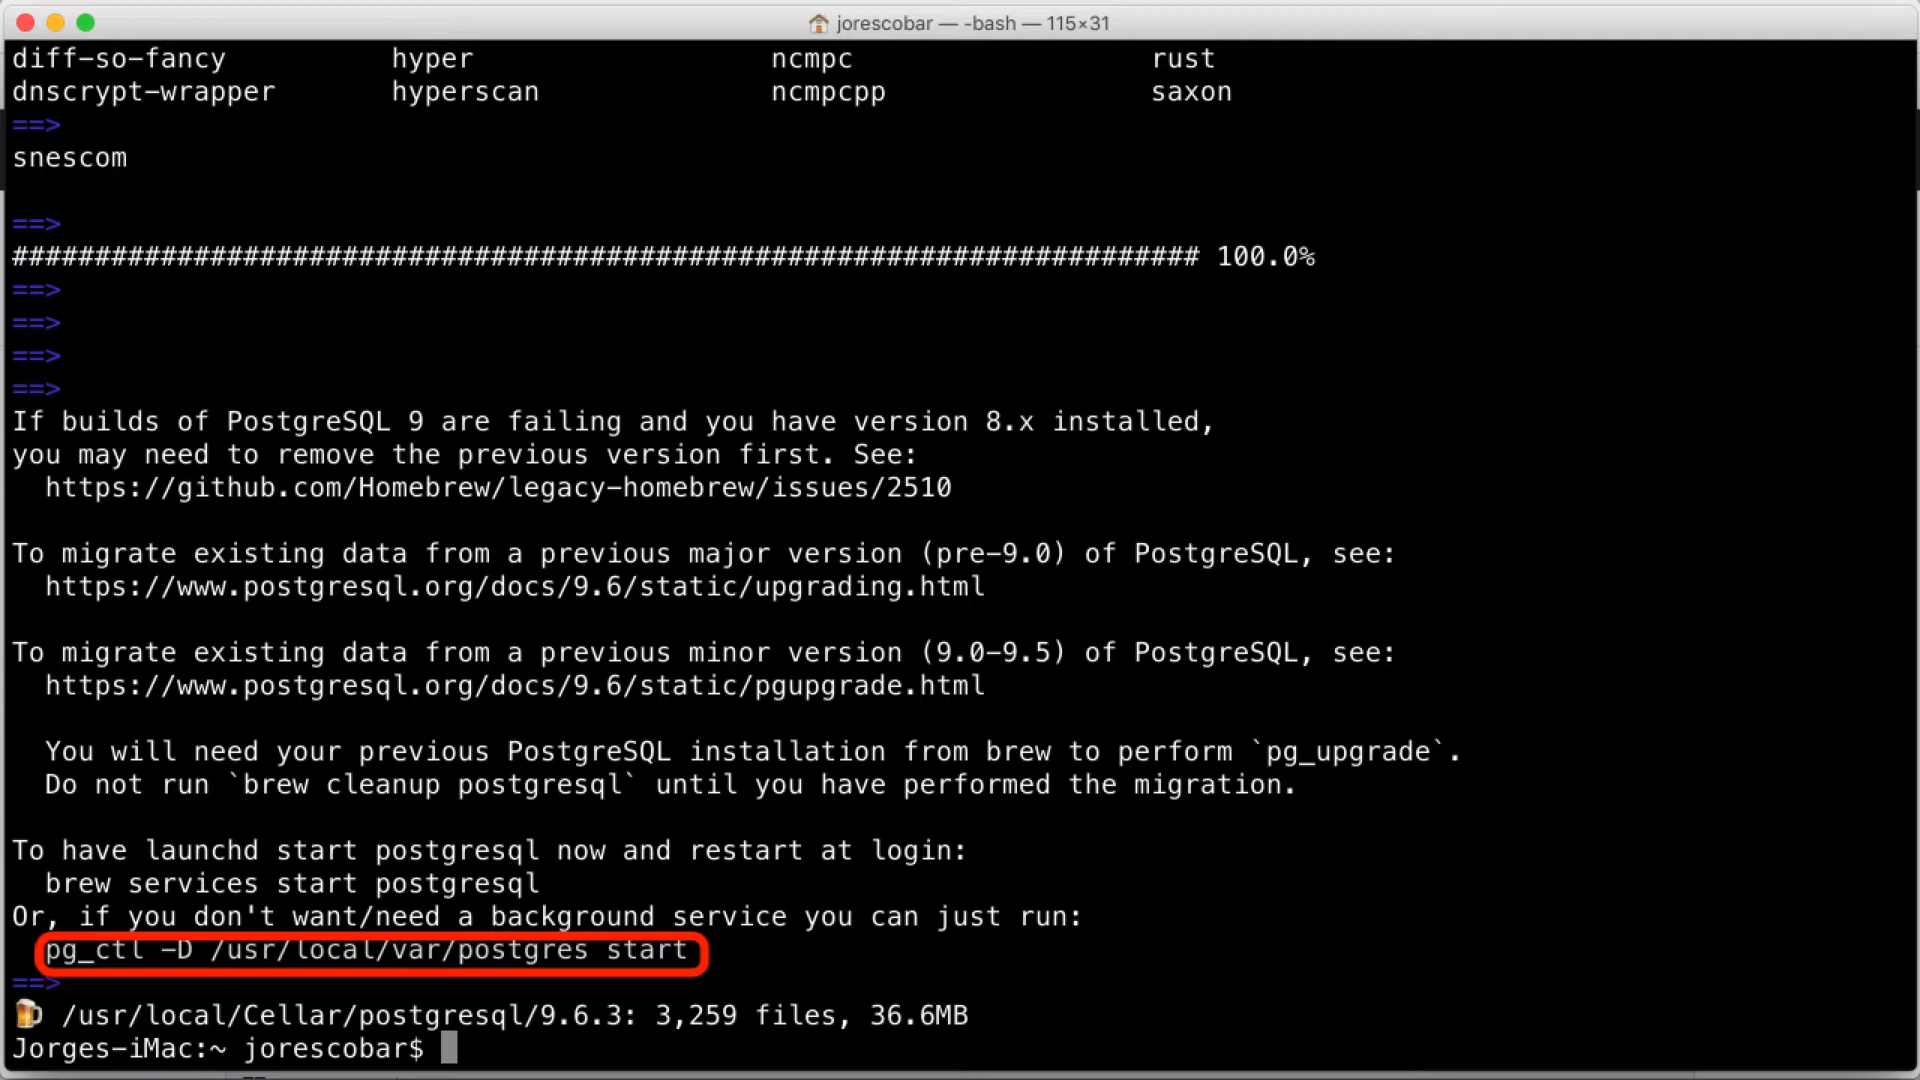 jorescobar — -bash — 115×31
diff-so-fancy hyper ncmpc rust
dnscrypt-wrapper hyperscan ncmpcpp saxon
==>
snescom
==>
######################################################################## 100.0%
==>
==>
==>
==>
If builds of PostgreSQL 9 are failing and you have version 8.x installed,
you may need to remove the previous version first. See:
https://github.com/Homebrew/legacy-homebrew/issues/2510
To migrate existing data from a previous major version (pre-9.0) of PostgreSQL, see:
https://www.postgresql.org/docs/9.6/static/upgrading.html
To migrate existing data from a previous minor version (9.0-9.5) of PostgreSQL, see:
https://www.postgresql.org/docs/9.6/static/pgupgrade.html
You will need your previous PostgreSQL installation from brew to perform `pg_upgrade`.
Do not run `brew cleanup postgresql` until you have performed the migration.
To have launchd start postgresql now and restart at login:
brew services start postgresql
Or, if you don't want/need a background service you can just run:
pg_ctl -D /usr/local/var/postgres start
==>
🍺 /usr/local/Cellar/postgresql/9.6.3: 3,259 files, 36.6MB
Jorges-iMac:~ jorescobar$